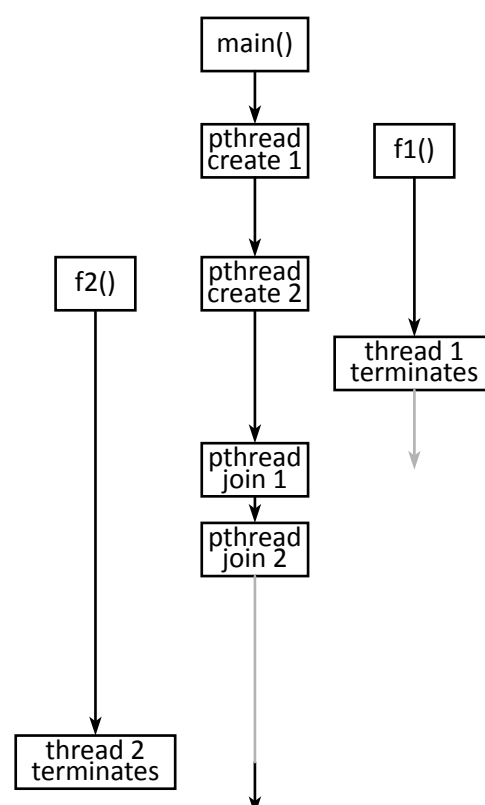 main()
pthread
create 1
f1()
f2()
pthread
create 2
thread 1
terminates
pthread
join 1
pthread
join 2
thread 2
terminates